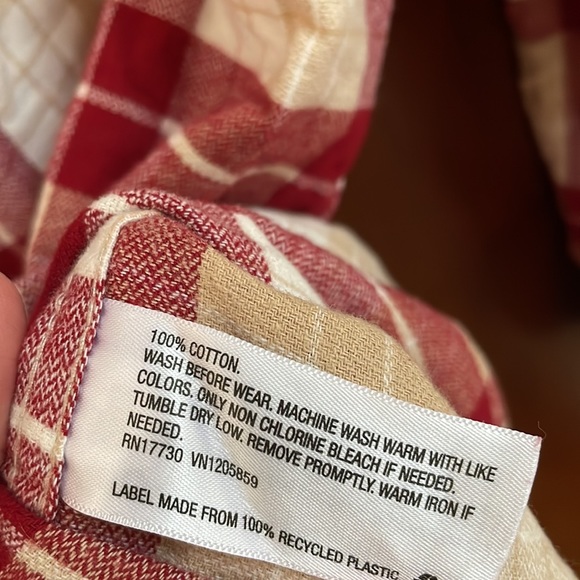 100% COTTON.
WASH BEFORE WEAR. MACHINE WASH WARM WITH LIKE
COLORS. ONLY NON CHLORINE BLEACH IF NEEDED.
TUMBLE DRY LOW. REMOVE PROMPTLY. WARM IRON IF
NEEDED.
RN17730 VN1205859
LABEL MADE FROM 100% RECYCLED PLASTIC